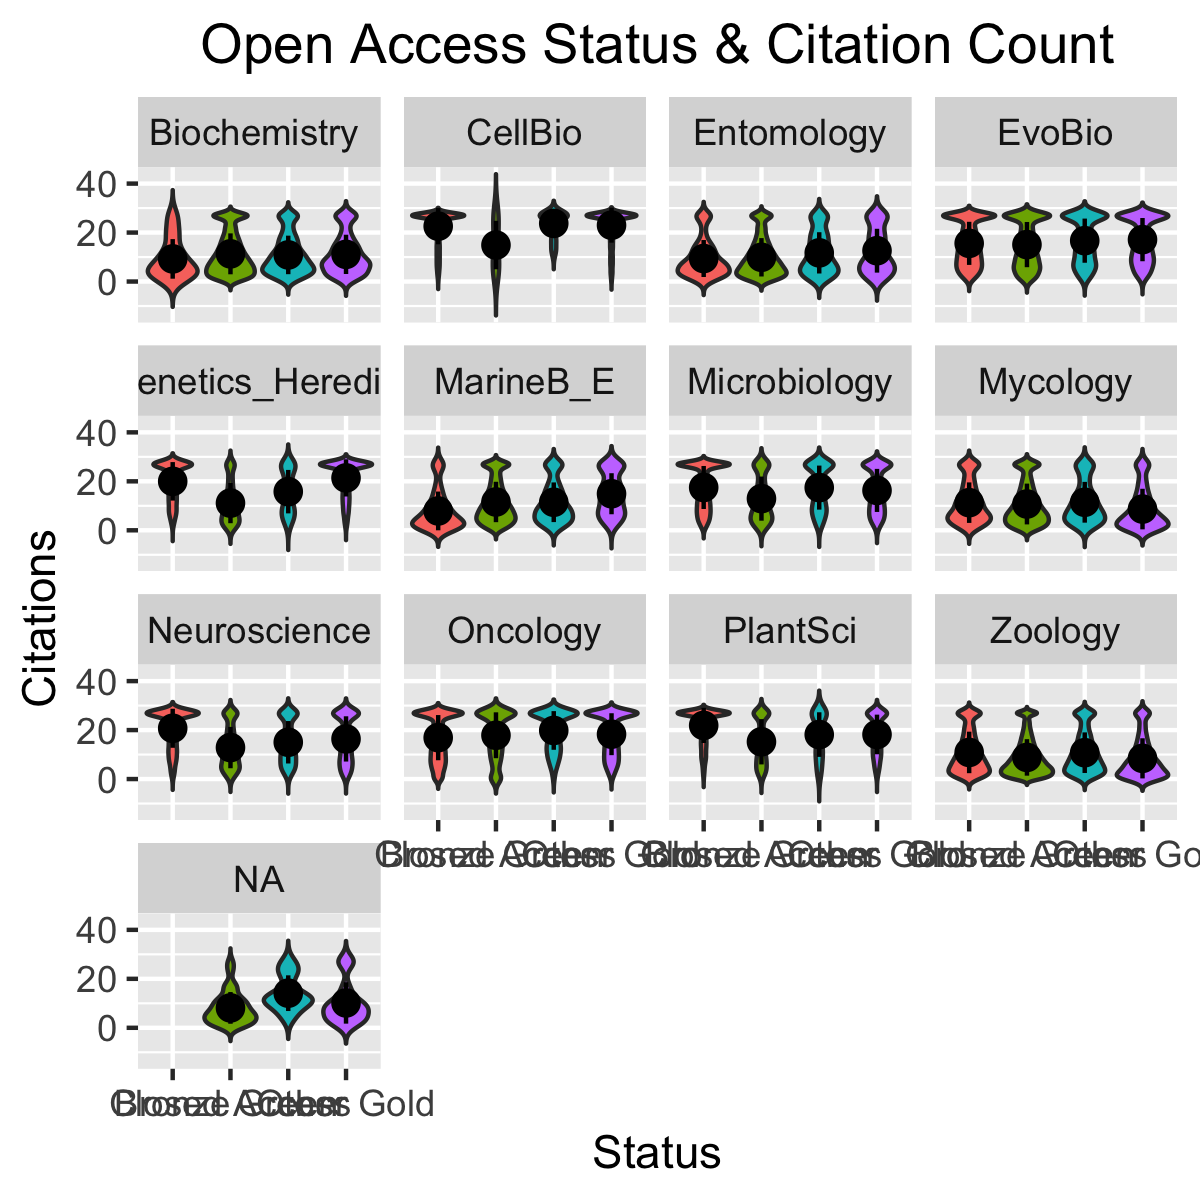 Open Access Status & Citation Count
Biochemistry CellBio Entomology EvoBio
40
20
0
enetics_Heredi MarineB_E Microbiology Mycology
40
20
0
Citations
Neuroscience Oncology PlantSci Zoology
40
20
0
NA
40
20
0
Gold
Status